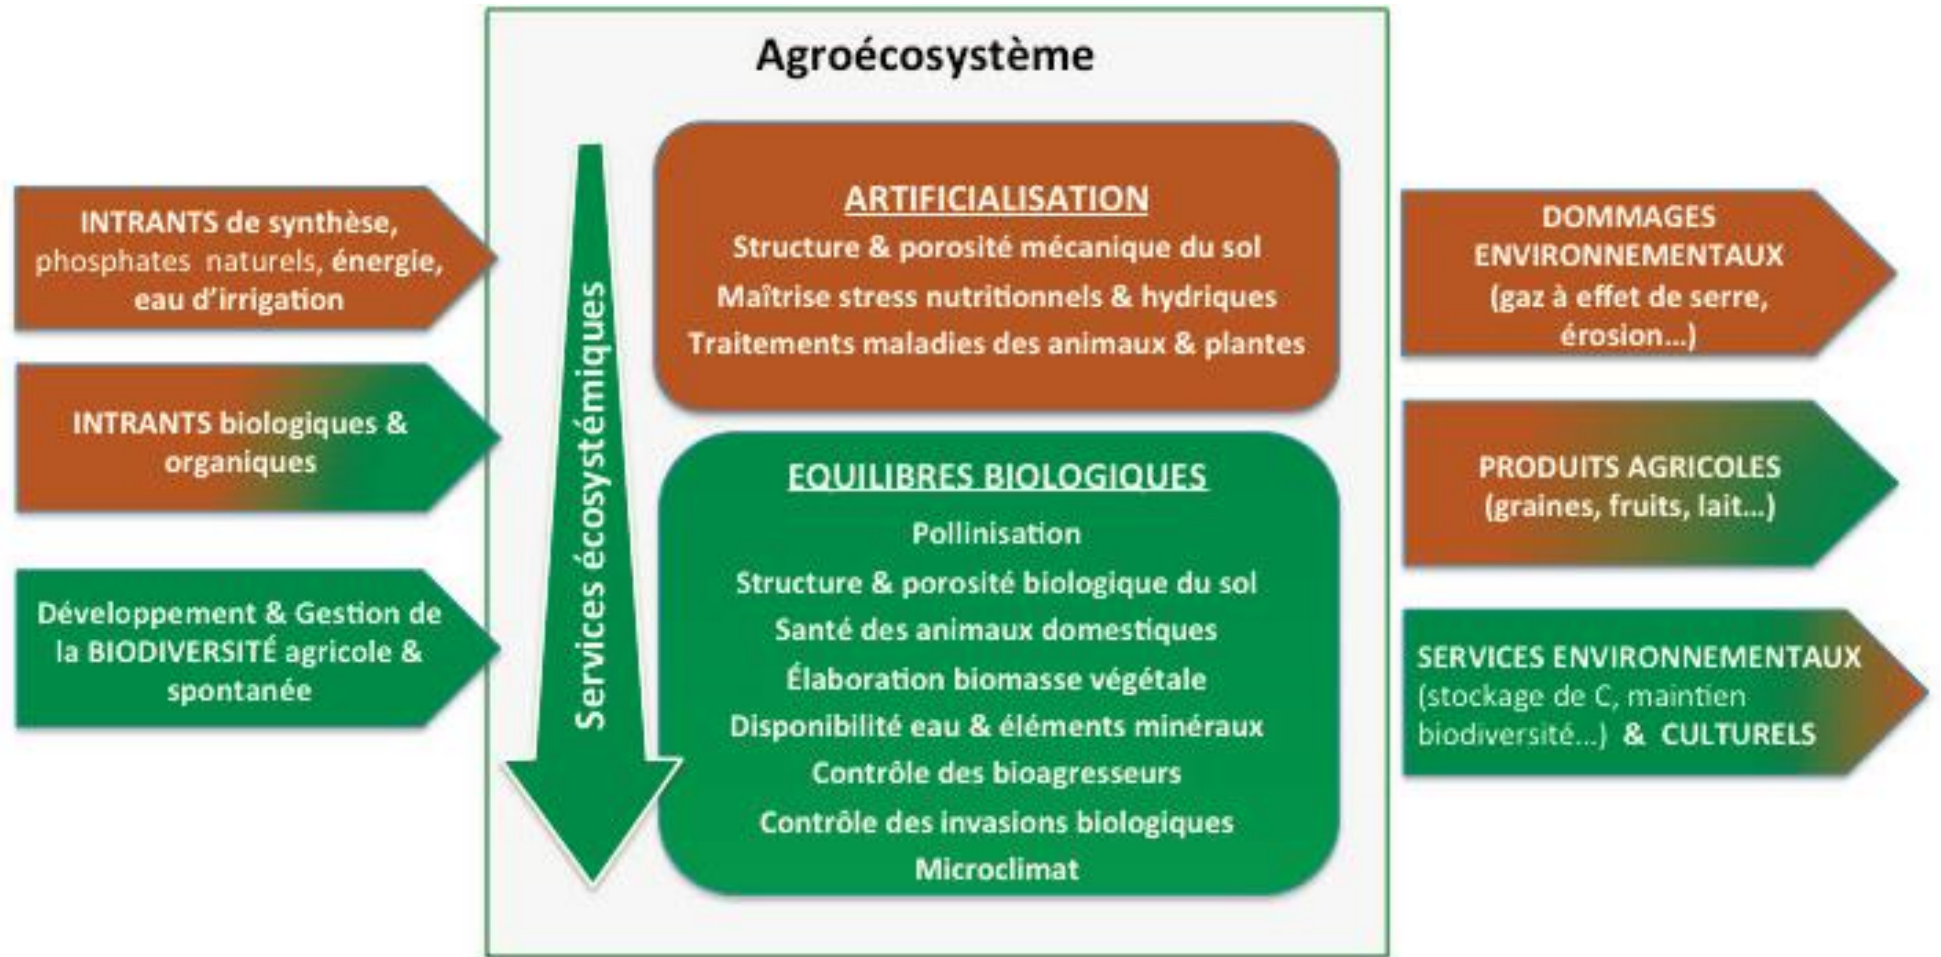 Agroécosystème
INTRANTS de synthèse,
phosphates naturels, énergie,
eau d'irrigation
INTRANTS biologiques &
organiques
Développement & Gestion de
la BIODIVERSITÉ agricole &
spontanée
Services écosystémiques
ARTIFICIALISATION
Structure & porosité mécanique du sol
Maîtrise stress nutritionnels & hydriques
Traitements maladies des animaux & plantes
EQUILIBRES BIOLOGIQUES
Pollinisation
Structure & porosité biologique du sol
Santé des animaux domestiques
Élaboration biomasse végétale
Disponibilité eau & éléments minéraux
Contrôle des bioagresseurs
Contrôle des invasions biologiques
Microclimat
DOMMAGES
ENVIRONNEMENTAUX
(gaz à effet de serre,
érosion...)
PRODUITS AGRICOLES
(graines, fruits, lait...)
SERVICES ENVIRONNEMENTAUX
(stockage de C, maintien
biodiversité...) & CULTURELS